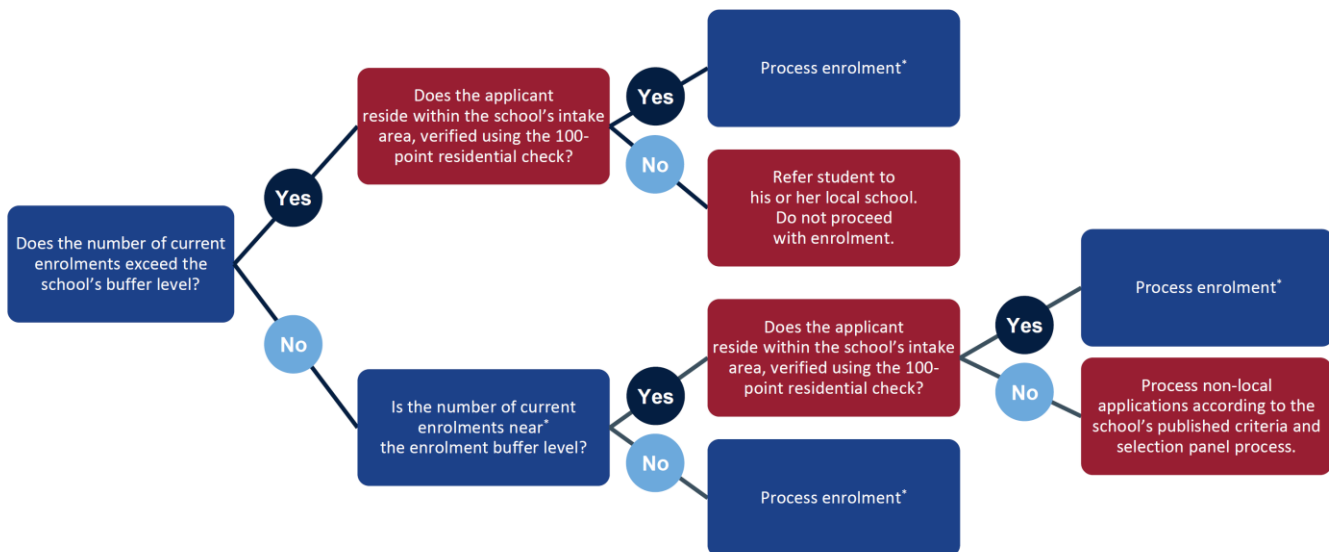 Does the number of current
enrolments exceed the
school’s buffer level?
Yes
Does the applicant
reside within the school’s intake
area, verified using the 100-
point residential check?
Yes
Process enrolment*
No
Refer student to
his or her local school.
Do not proceed
with enrolment.
No
Is the number of current
enrolments near*
the enrolment buffer level?
Yes
Does the applicant
reside within the school’s intake
area, verified using the 100-
point residential check?
Yes
Process enrolment*
No
Process non-local
applications according to the
school’s published criteria and
selection panel process.
No
Process enrolment*